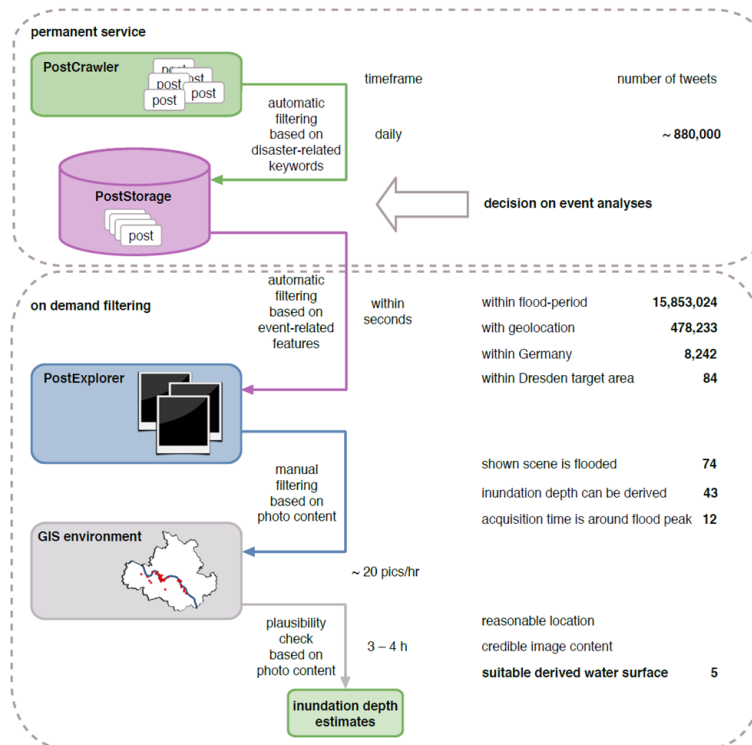 permanent service
PostCrawler
post
post
post
post
post
automatic
filtering
based on
disaster-related
keywords
timeframe
number of tweets
daily
~ 880,000
PostStorage
post
decision on event analyses
on demand filtering
automatic
filtering
based on
event-related
features
within
seconds
within flood-period 15,853,024
with geolocation 478,233
within Germany 8,242
within Dresden target area 84
PostExplorer
manual
filtering
based on
photo content
shown scene is flooded 74
inundation depth can be derived 43
acquisition time is around flood peak 12
GIS environment
~ 20 pics/hr
plausibility
check
based on
photo content
3 – 4 h
reasonable location
credible image content
suitable derived water surface 5
inundation depth
estimates